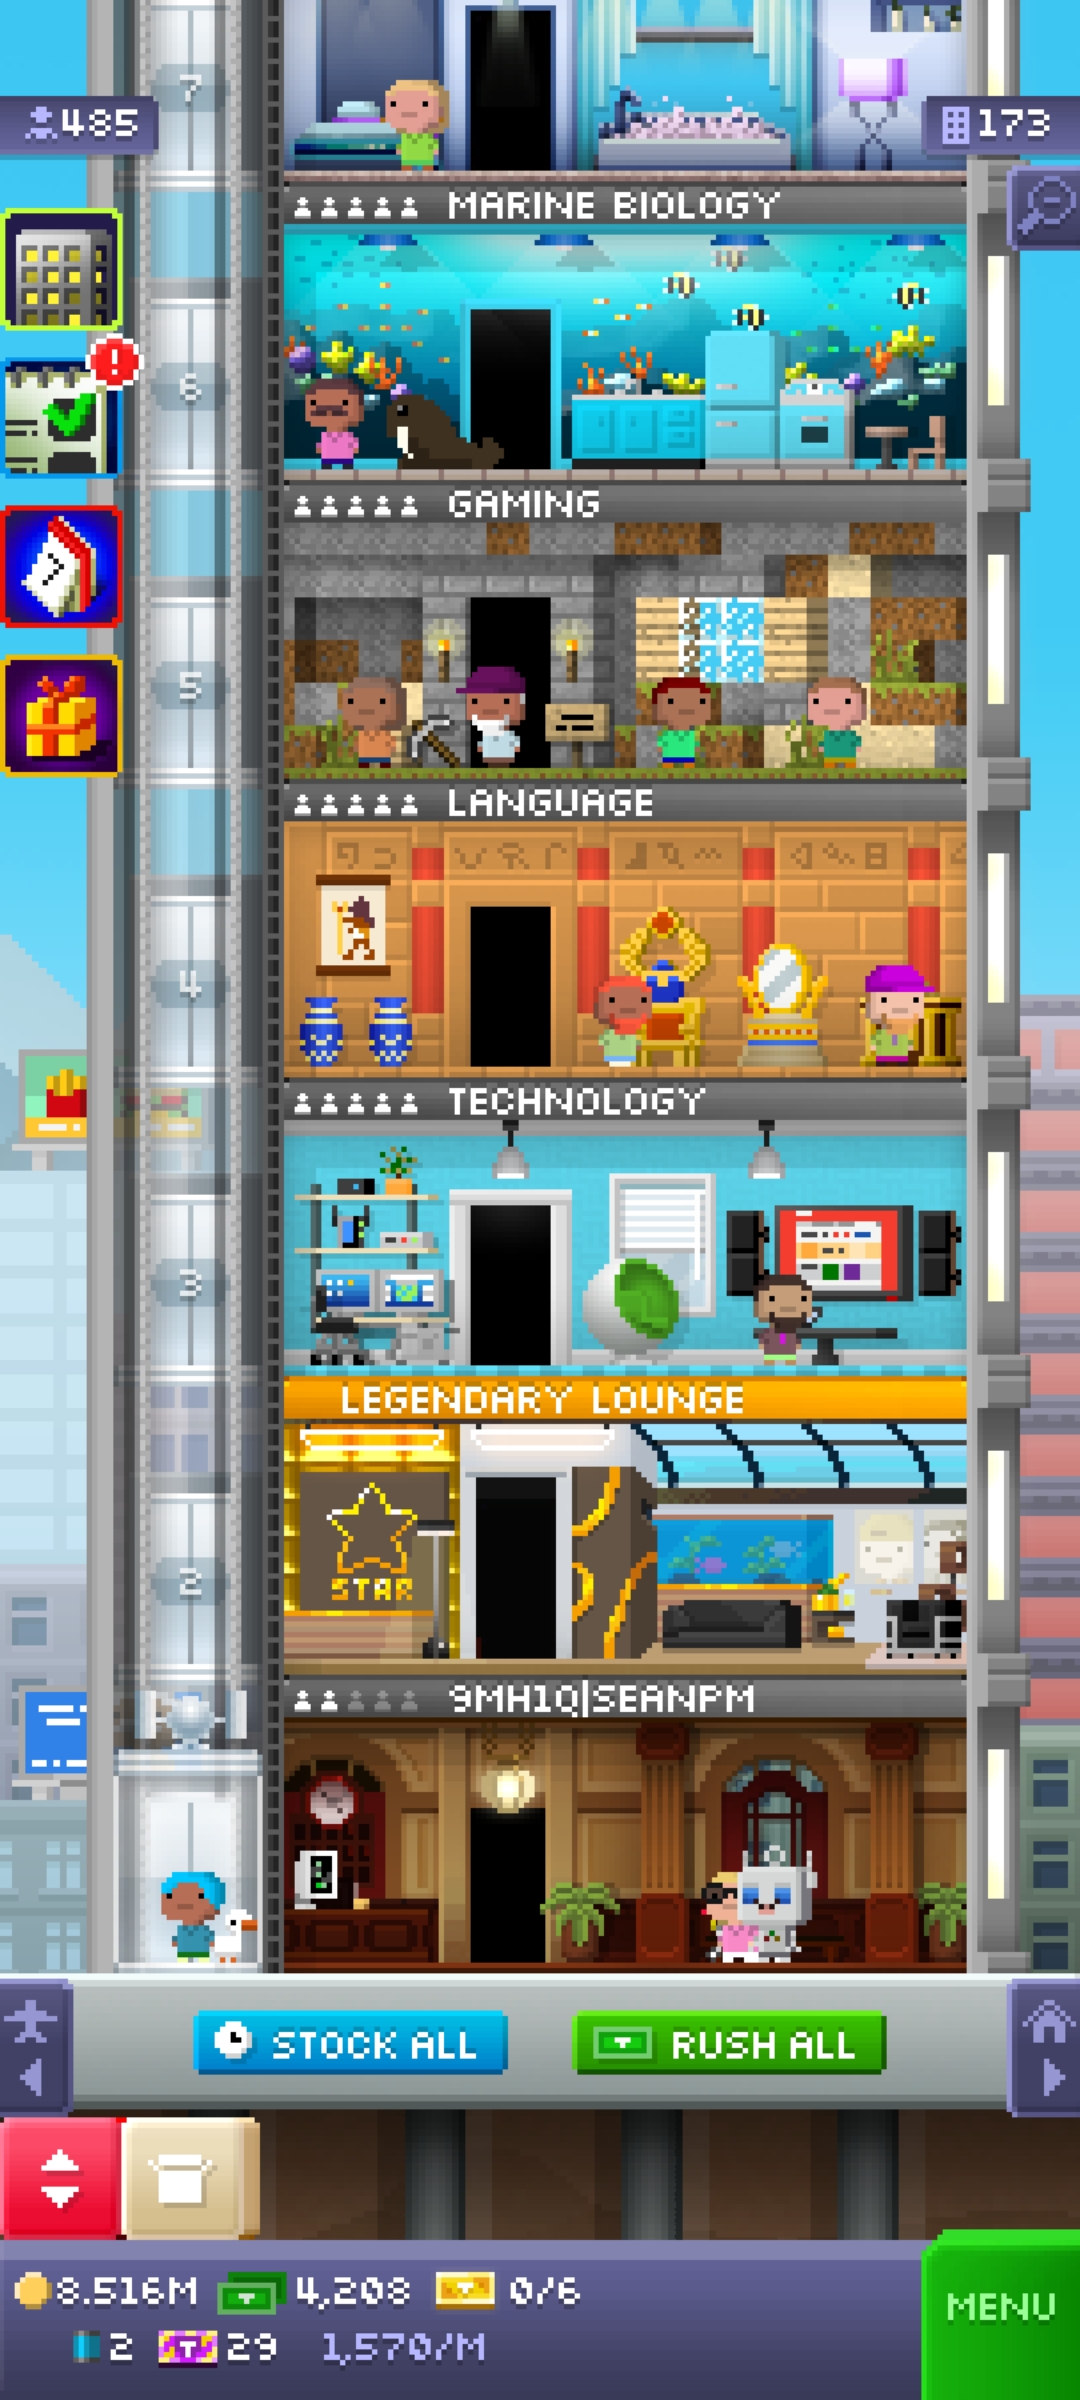 7
485
173
MARINE BIOLOGY
6
GAMING
7
5
LANGUAGE
4
TECHNOLOGY
3
LEGENDARY LOUNGE
STAR
2
9MH1Q|SEANPM
STOCK ALL
RUSH ALL
8.516M 4,208 0/6
2 29 1,570/M
MENU